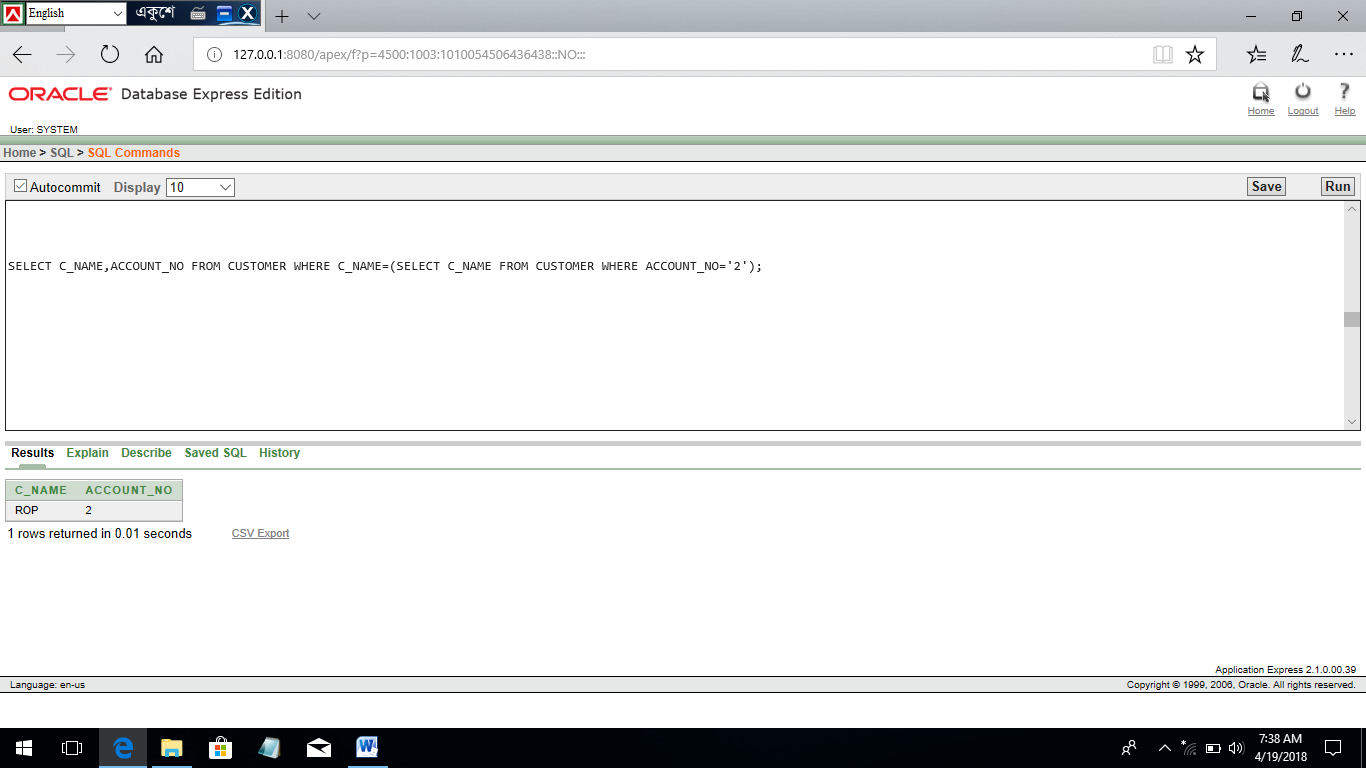 English
একুশে
127.0.0.1:8080/apex/f?p=4500:1003:1010054506436438::NO:::
ORACLE Database Express Edition
Home Logout Help
User: SYSTEM
Home > SQL > SQL Commands
Autocommit Display 10 Save Run
SELECT C_NAME,ACCOUNT_NO FROM CUSTOMER WHERE C_NAME=(SELECT C_NAME FROM CUSTOMER WHERE ACCOUNT_NO='2');
Results Explain Describe Saved SQL History
C_NAME ACCOUNT_NO
ROP 2
1 rows returned in 0.01 seconds CSV Export
Application Express 2.1.0.00.39
Language: en-us Copyright © 1999, 2006, Oracle. All rights reserved.
7:38 AM
4/19/2018